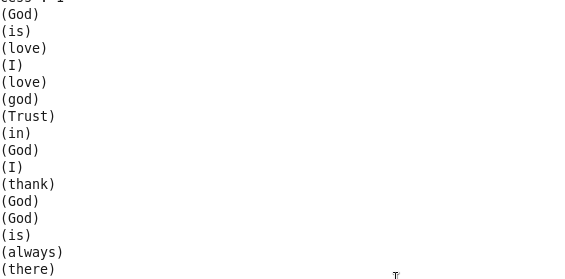 (God)
(is)
(love)
(I)
(love)
(god)
(Trust)
(in)
(God)
(I)
(thank)
(God)
(God)
(is)
(always)
(there)